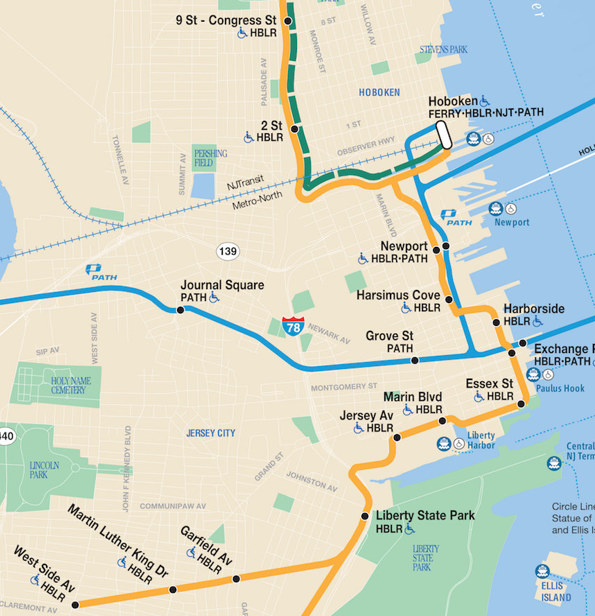 9 St - Congress St
HBLR
8 ST
WILLOW AV
MONROE ST
STEVENS PARK
PALISADE AV
HOBOKEN
Hoboken
FERRY•HBLR•NJT•PATH
2 St
HBLR
1 ST
OBSERVER HWY
TONNELLE AV
SUMMIT AV
PERSHING
FIELD
NJTransit
Metro-North
MARIN BLVD
PATH
Newport
139
Newport
HBLR•PATH
PATH
Journal Square
PATH
Harsimus Cove
HBLR
Harborside
HBLR
78
NEWARK AV
Grove St
PATH
Exchange P
HBLR•PATH
SIP AV
WEST SIDE AV
HOLY NAME
CEMETERY
MONTGOMERY ST
Essex St
HBLR
Paulus Hook
Marin Blvd
HBLR
Jersey Av
HBLR
440
JERSEY CITY
Liberty
Harbor
Central
NJ Term
LINCOLN
PARK
JOHN F KENNEDY BLVD
GRAND ST
JOHNSTON AV
COMMUNIPAW AV
Liberty State Park
HBLR
Circle Line
Statue of
and Ellis I
Martin Luther King Dr
HBLR
Garfield Av
HBLR
LIBERTY
STATE
PARK
West Side Av
HBLR
ELLIS
ISLAND
CLAREMONT AV
GAR